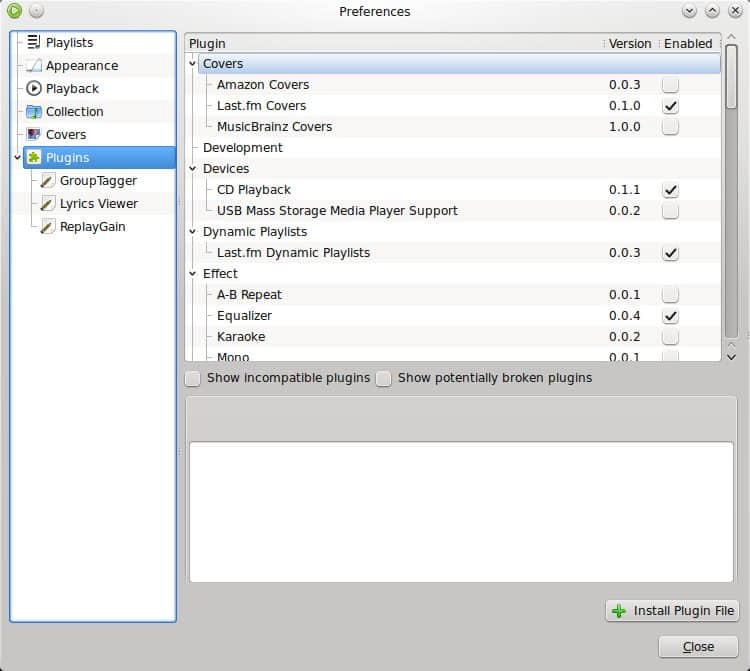 Preferences
Playlists
Appearance
Playback
Collection
Covers
Plugins
GroupTagger
Lyrics Viewer
ReplayGain
Plugin Version Enabled
Covers
Amazon Covers 0.0.3
Last.fm Covers 0.1.0
MusicBrainz Covers 1.0.0
Development
Devices
CD Playback 0.1.1
USB Mass Storage Media Player Support 0.0.2
Dynamic Playlists
Last.fm Dynamic Playlists 0.0.3
Effect
A-B Repeat 0.0.1
Equalizer 0.0.4
Karaoke 0.0.2
Mono 0.0.1
Show incompatible plugins Show potentially broken plugins
Install Plugin File
Close